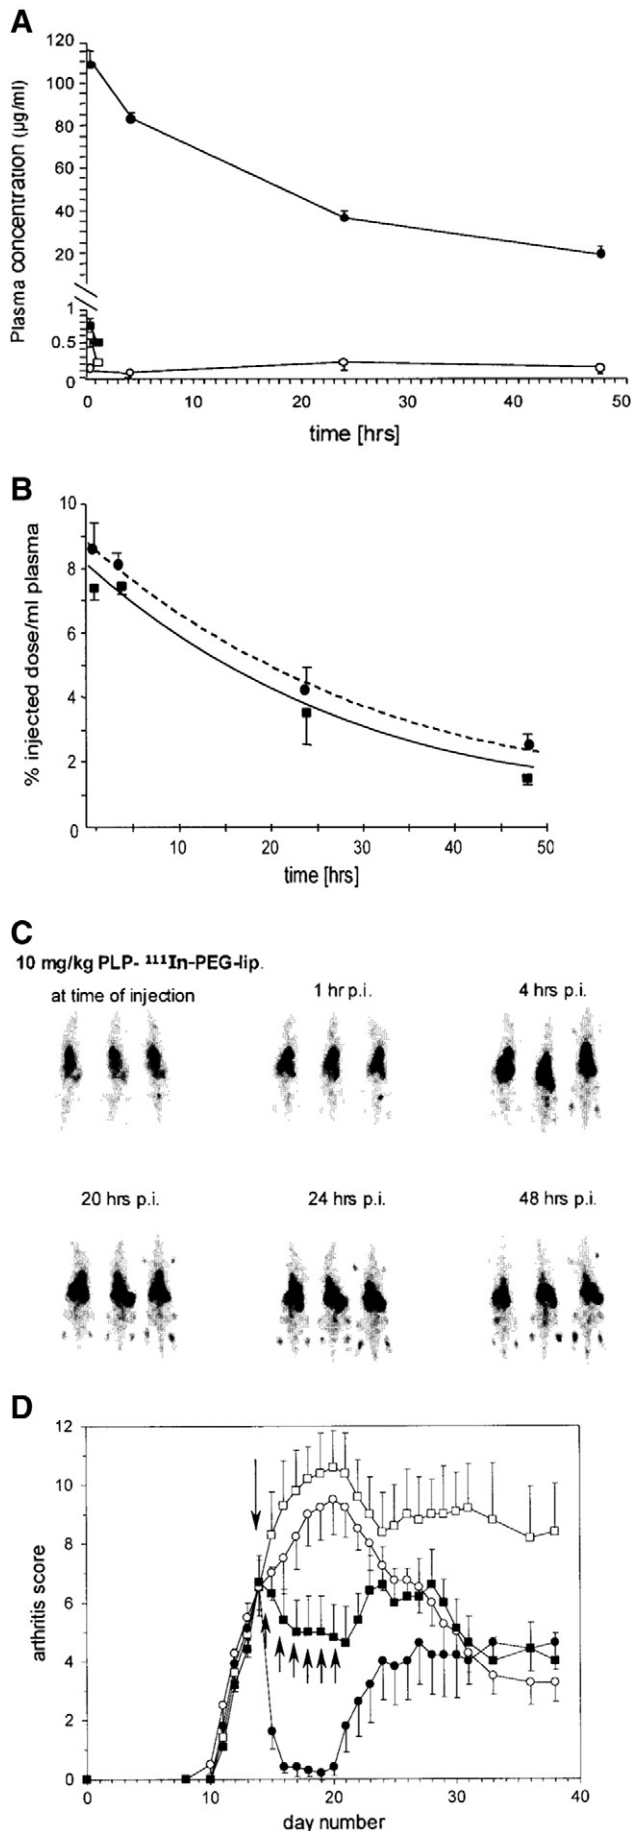 A
Plasma concentration (µg/ml)
120
100
80
60
40
20
1
0.5
0
0 10 20 30 40 50
time [hrs]
B
% injected dose/ml plasma
10
8
6
4
2
0
10 20 30 40 50
time [hrs]
C
10 mg/kg PLP- ¹¹¹In-PEG-lip.
at time of injection 1 hr p.i. 4 hrs p.i.
20 hrs p.i. 24 hrs p.i. 48 hrs p.i.
D
arthritis score
12
10
8
6
4
2
0
0 10 20 30 40
day number